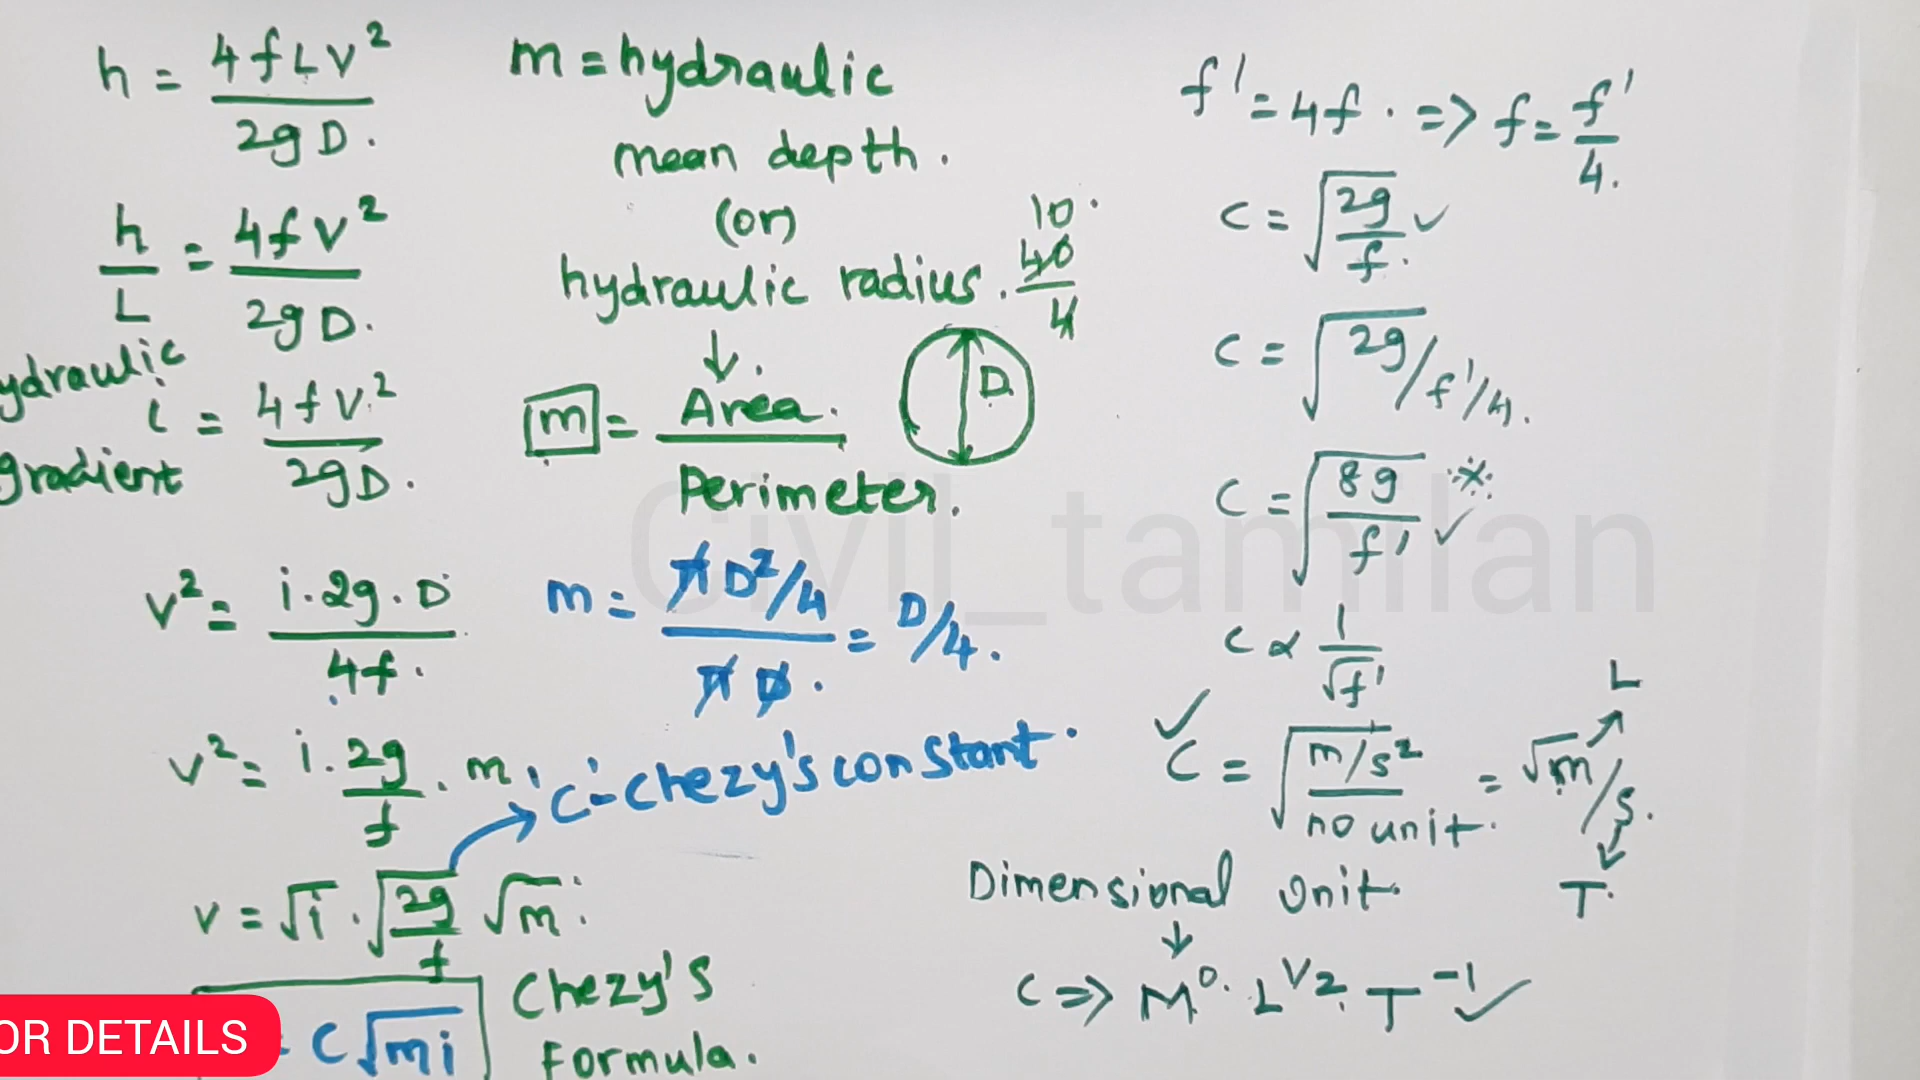 h = 4fLV² / 2gD.
h/L = 4fV² / 2gD.
ydraulic
gradient
i = 4fV² / 2gD.
V² = i.2g.D / 4f.
V² = i.2g/f . m
V = √i . √2g/f √m
C√mi
Chezy's
Formula.
OR DETAILS
m = hydraulic
mean depth.
(or)
hydraulic radius.
10
40/4
↓
m = Area. / Perimeter.
D
m = πD²/4 / πD. = D/4.
'C'-Chezy's constant.
f' = 4f. => f = f'/4.
C = √2g/f. ✓
C = √2g/f'/4.
C = √8g/f' ✓
C ∝ 1/√f'
✓
C = √m/s² / no unit. = √m/s.
L
T.
Dimensional Unit.
↓
C => M⁰. L^1/2. T⁻¹ ✓
Civil_tamilan